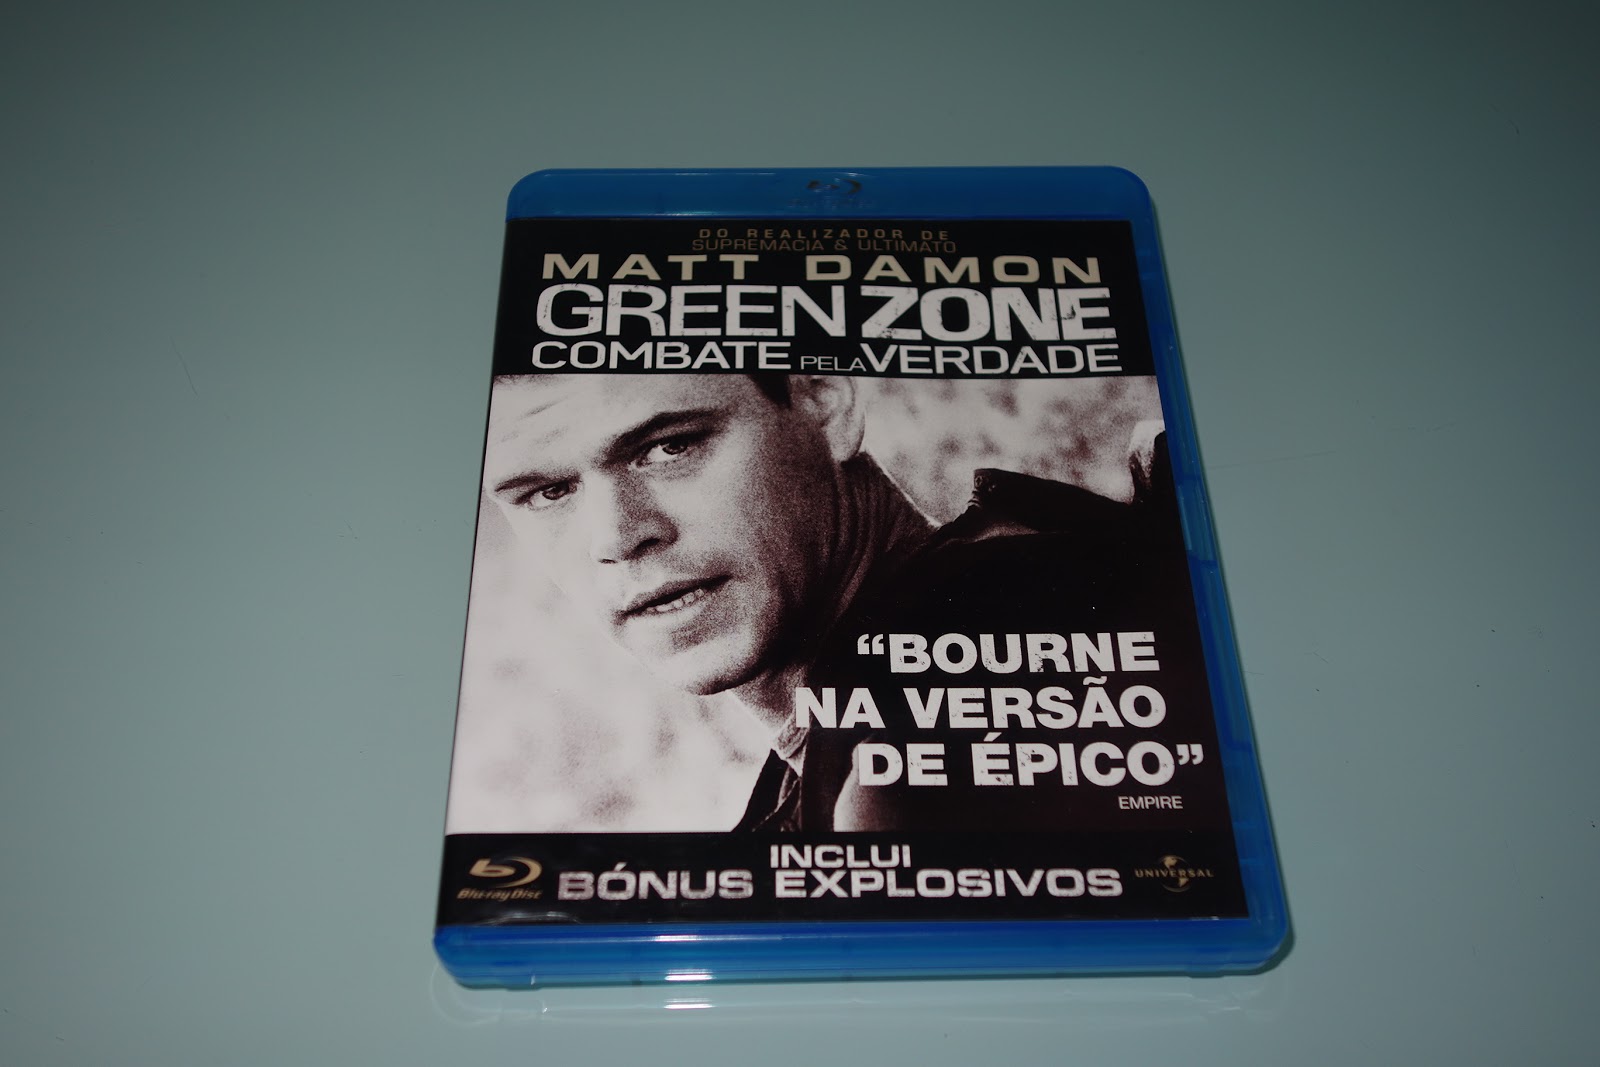 DO REALIZADOR DE
SUPREMACIA & ULTIMATO
MATT DAMON
GREEN ZONE
COMBATE PELA VERDADE
“BOURNE
NA VERSÃO
DE ÉPICO”
EMPIRE
INCLUI
BÓNUS EXPLOSIVOS
Blu-ray Disc
UNIVERSAL